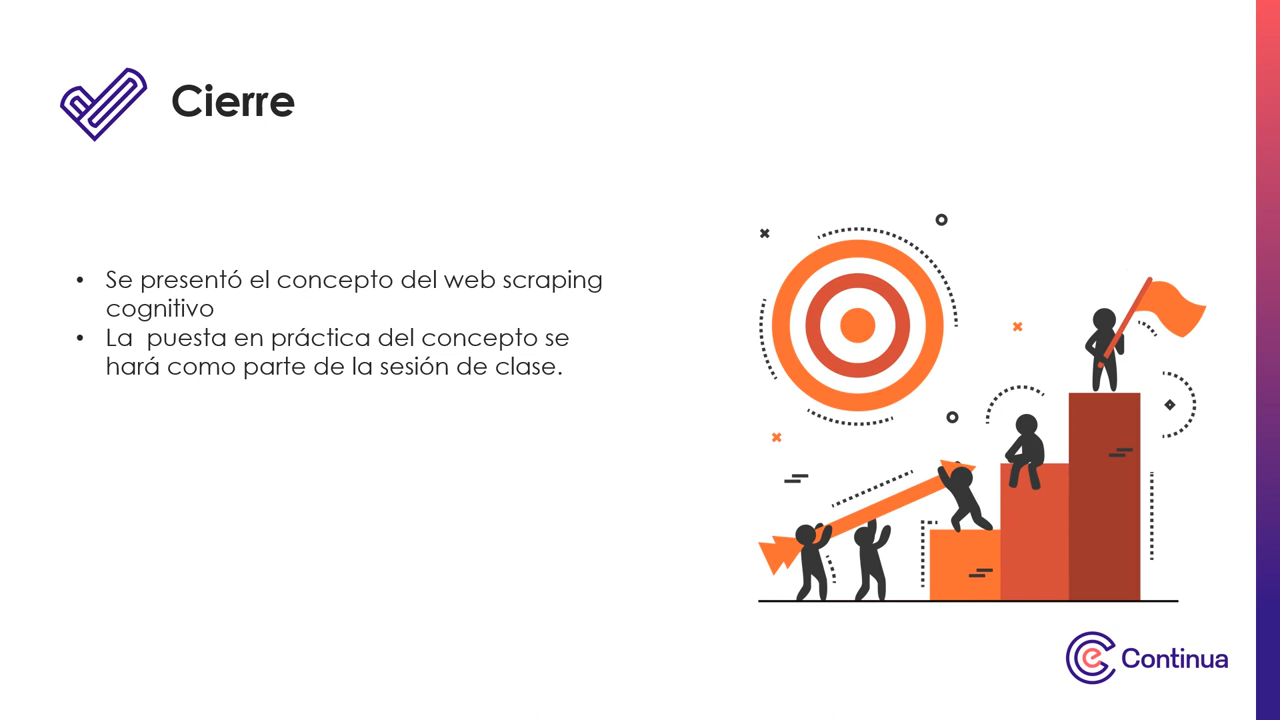 Cierre
• Se presentó el concepto del web scraping
cognitivo
• La  puesta en práctica del concepto se
hará como parte de la sesión de clase.
Continua